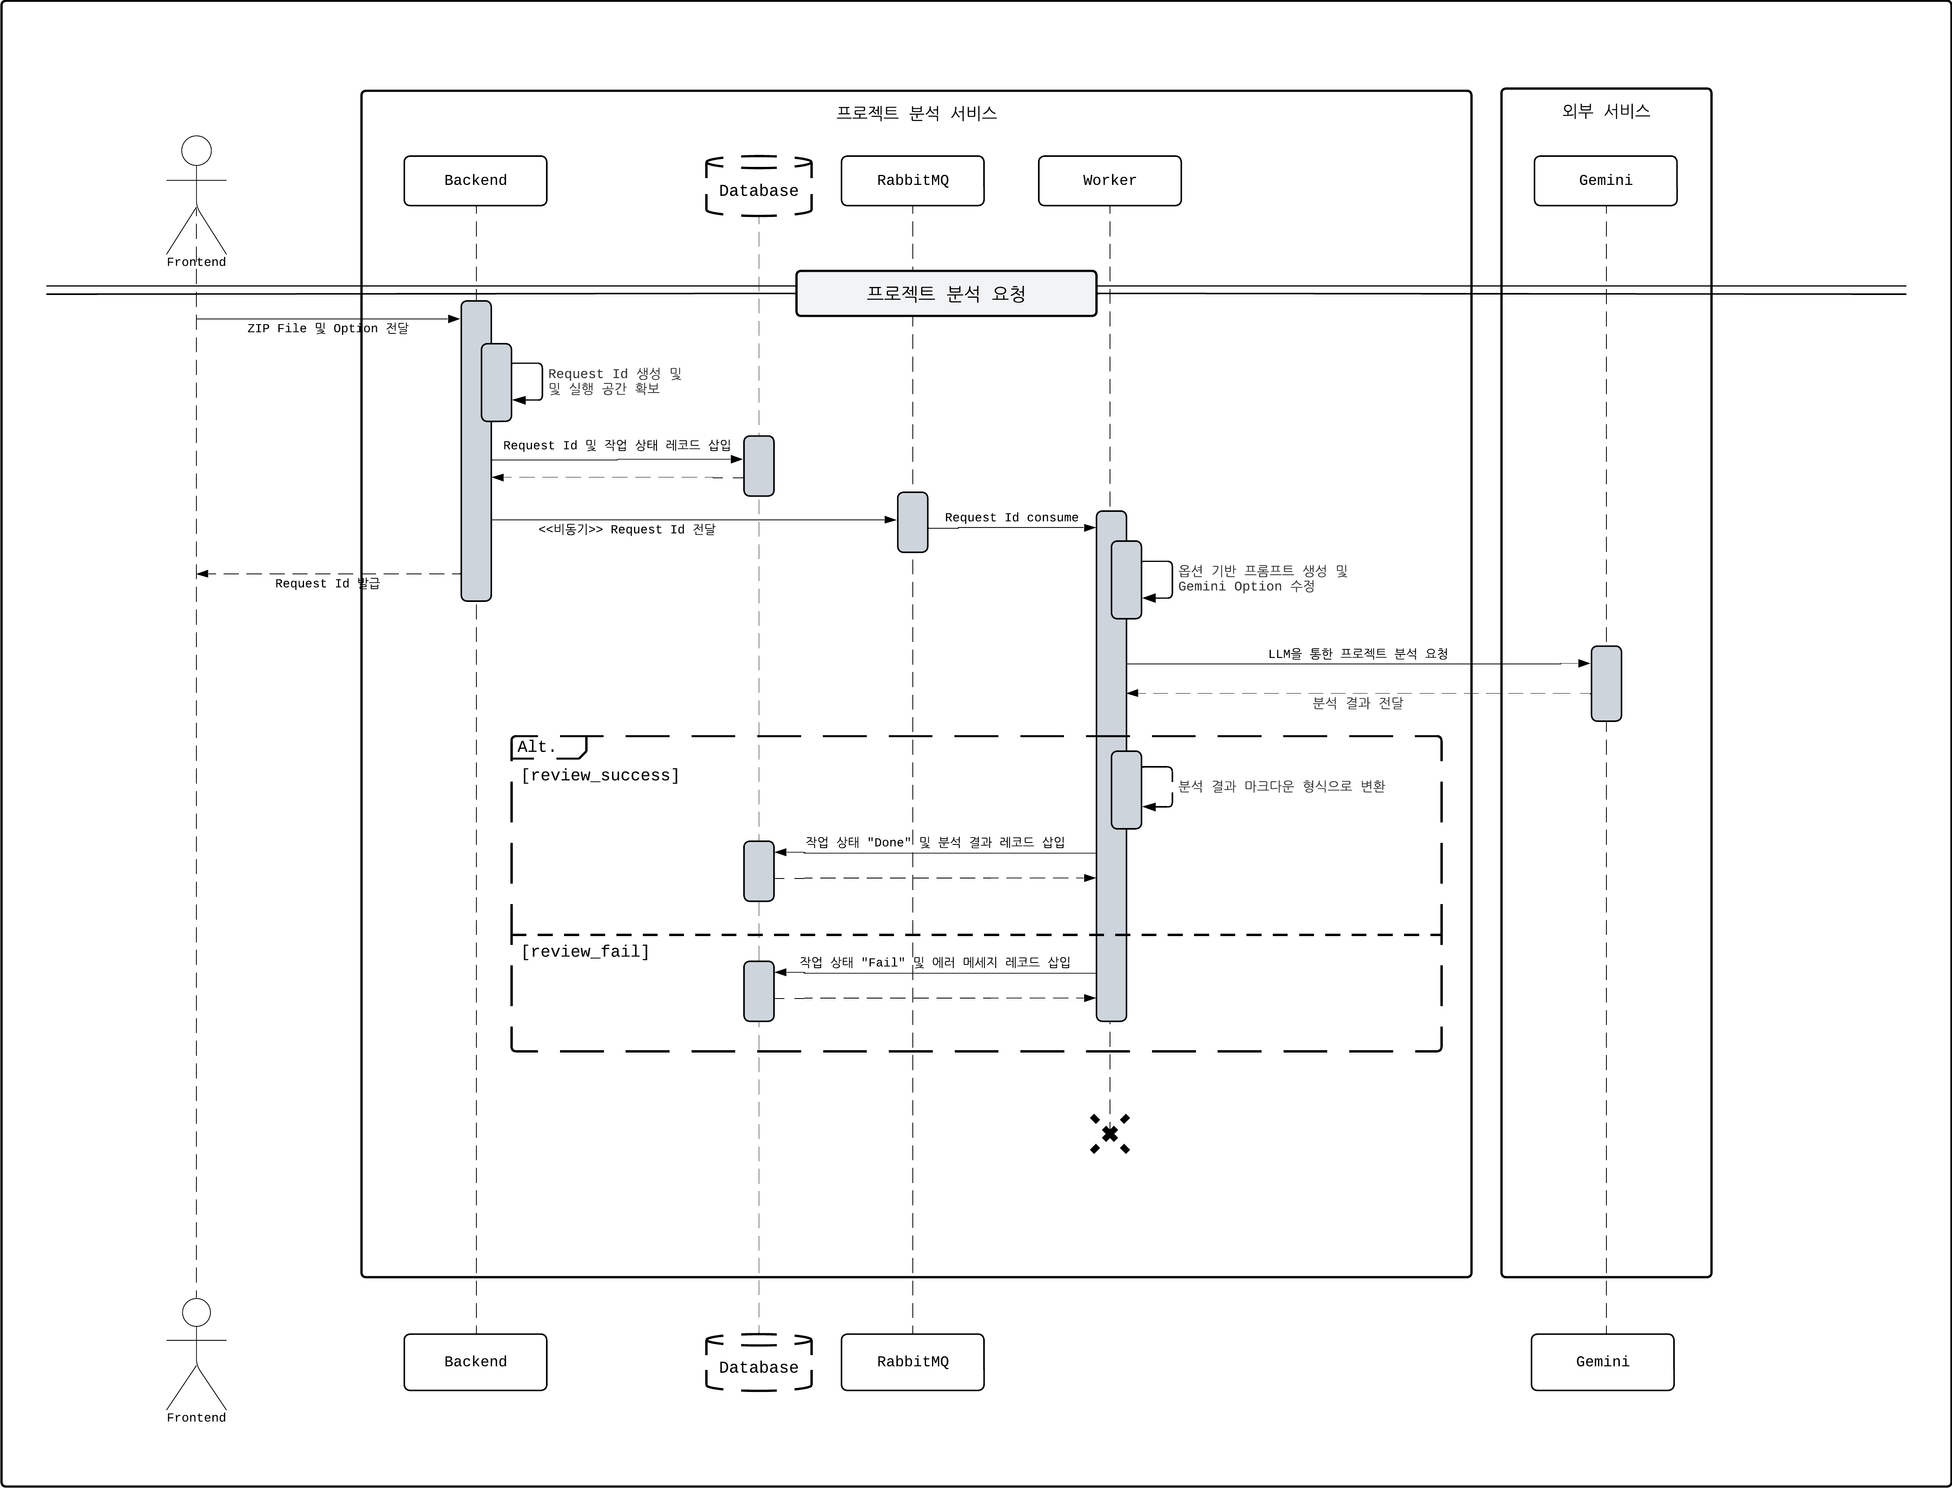 프로젝트 분석 서비스
외부 서비스
Frontend
Backend
Database
RabbitMQ
Worker
Gemini
프로젝트 분석 요청
ZIP File 및 Option 전달
Request Id 생성 및
및 실행 공간 확보
Request Id 및 작업 상태 레코드 삽입
<<비동기>> Request Id 전달
Request Id consume
Request Id 발급
옵션 기반 프롬프트 생성 및
Gemini Option 수정
LLM을 통한 프로젝트 분석 요청
분석 결과 전달
Alt.
[review_success]
분석 결과 마크다운 형식으로 변환
작업 상태 "Done" 및 분석 결과 레코드 삽입
[review_fail]
작업 상태 "Fail" 및 에러 메세지 레코드 삽입
Frontend
Backend
Database
RabbitMQ
Gemini